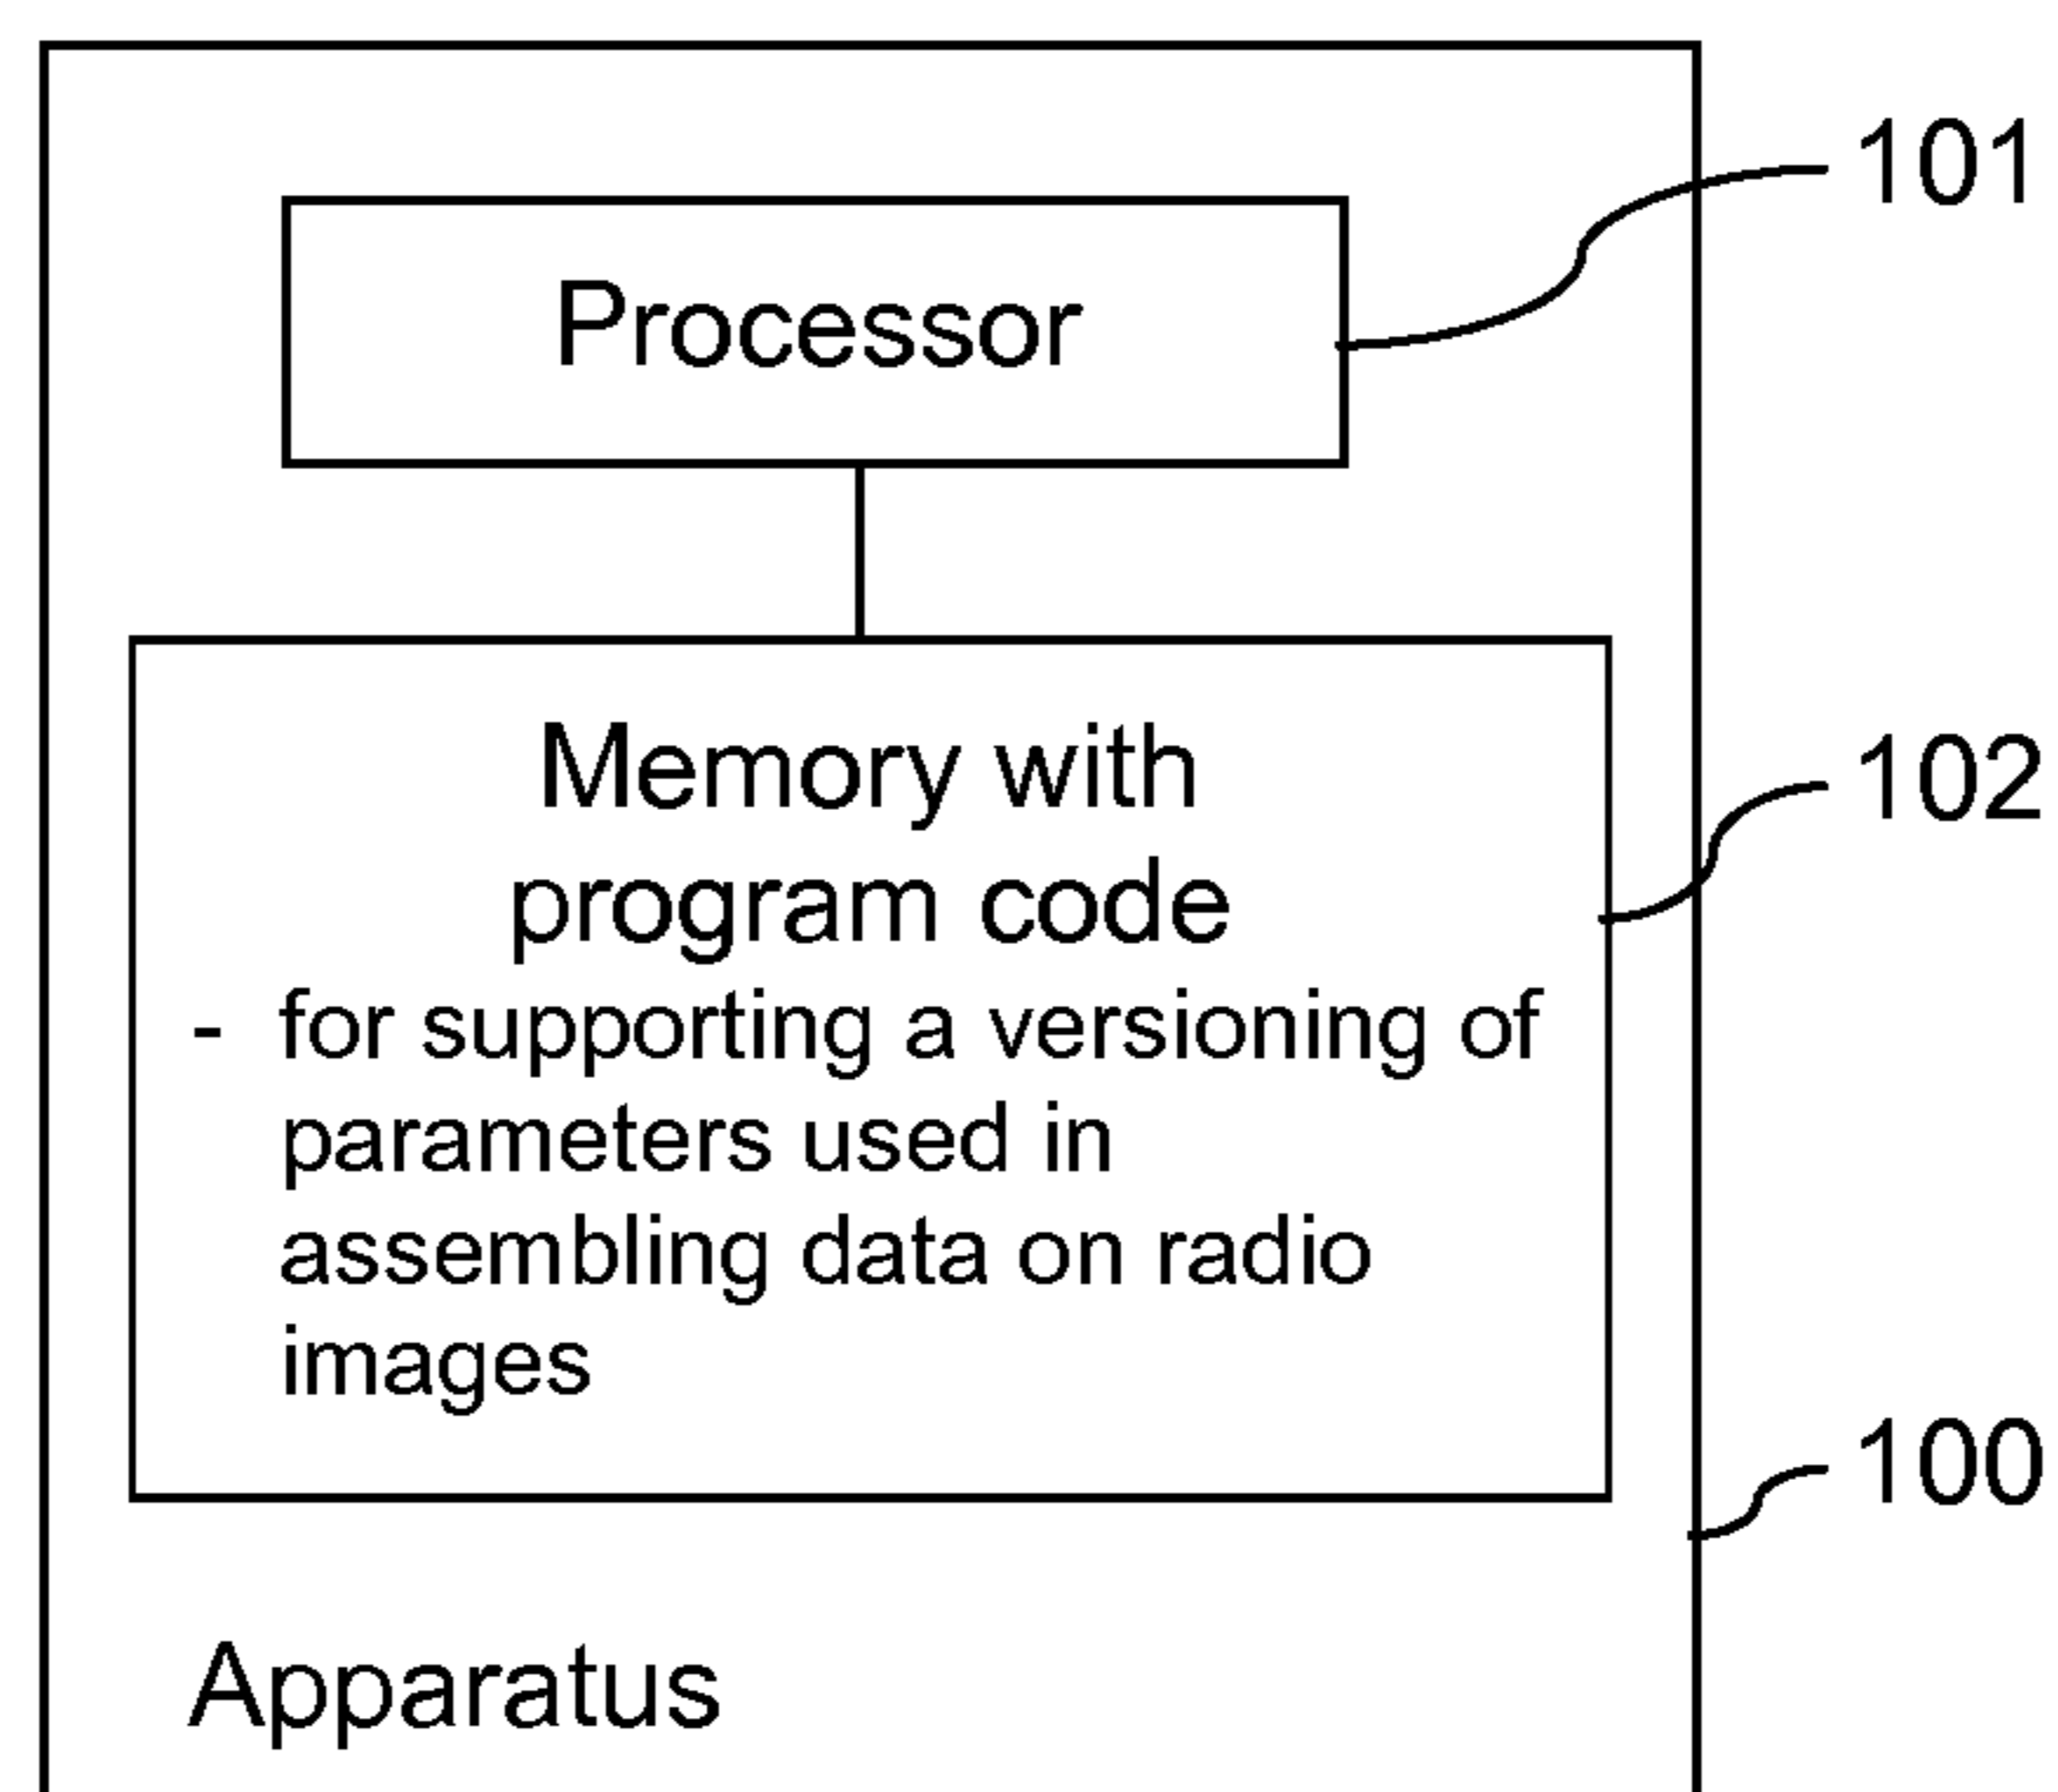 101
Processor
Memory with
102
program code
- for supporting a versioning of
parameters used in
assembling data on radio
images
100
Apparatus